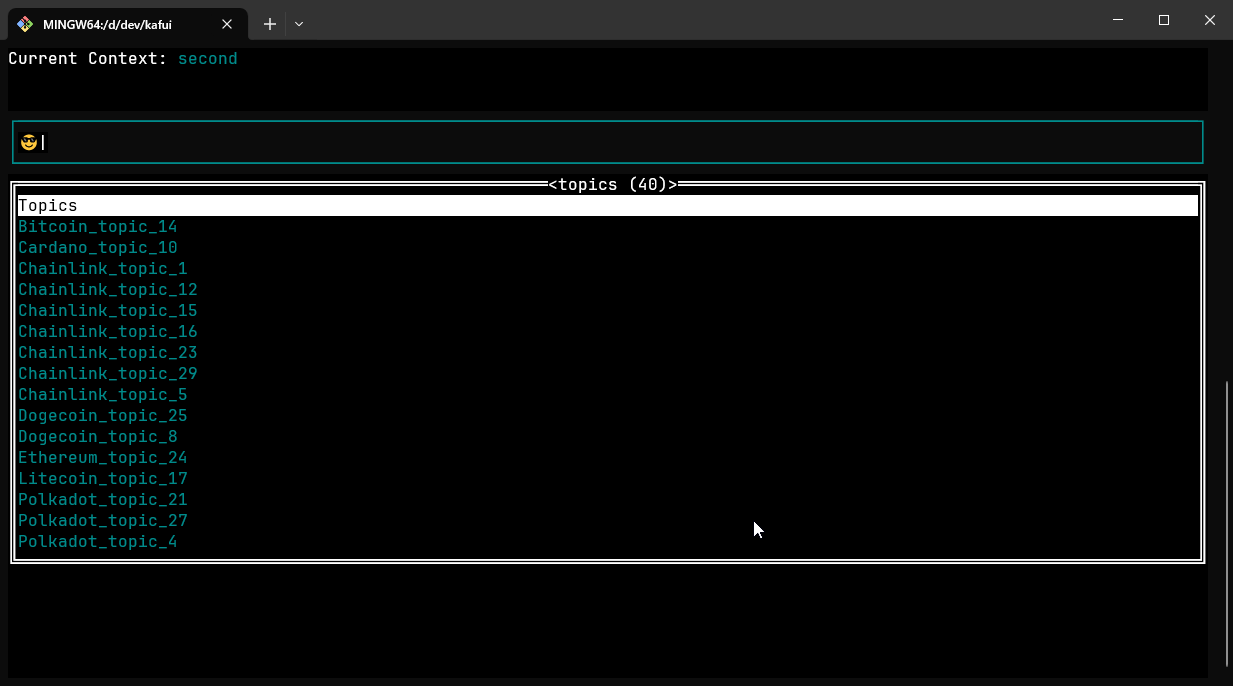 MINGW64:/d/dev/kafui
Current Context: second
😎
<topics (40)>
Topics
Bitcoin_topic_14
Cardano_topic_10
Chainlink_topic_1
Chainlink_topic_12
Chainlink_topic_15
Chainlink_topic_16
Chainlink_topic_23
Chainlink_topic_29
Chainlink_topic_5
Dogecoin_topic_25
Dogecoin_topic_8
Ethereum_topic_24
Litecoin_topic_17
Polkadot_topic_21
Polkadot_topic_27
Polkadot_topic_4